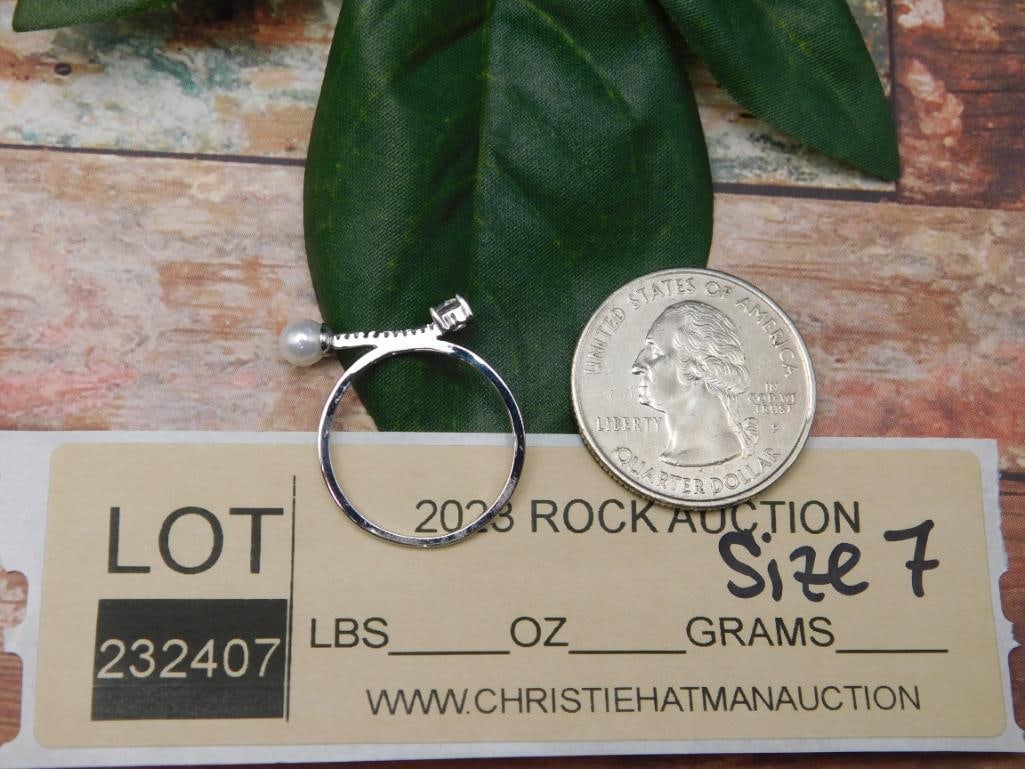 UNITED STATES OF AMERICA
LIBERTY
IN
GOD WE
TRUST
P
QUARTER DOLLAR
LOT
2023 ROCK AUCTION
Size 7
232407
LBS_____OZ_____GRAMS_____
WWW.CHRISTIEHATMANAUCTION